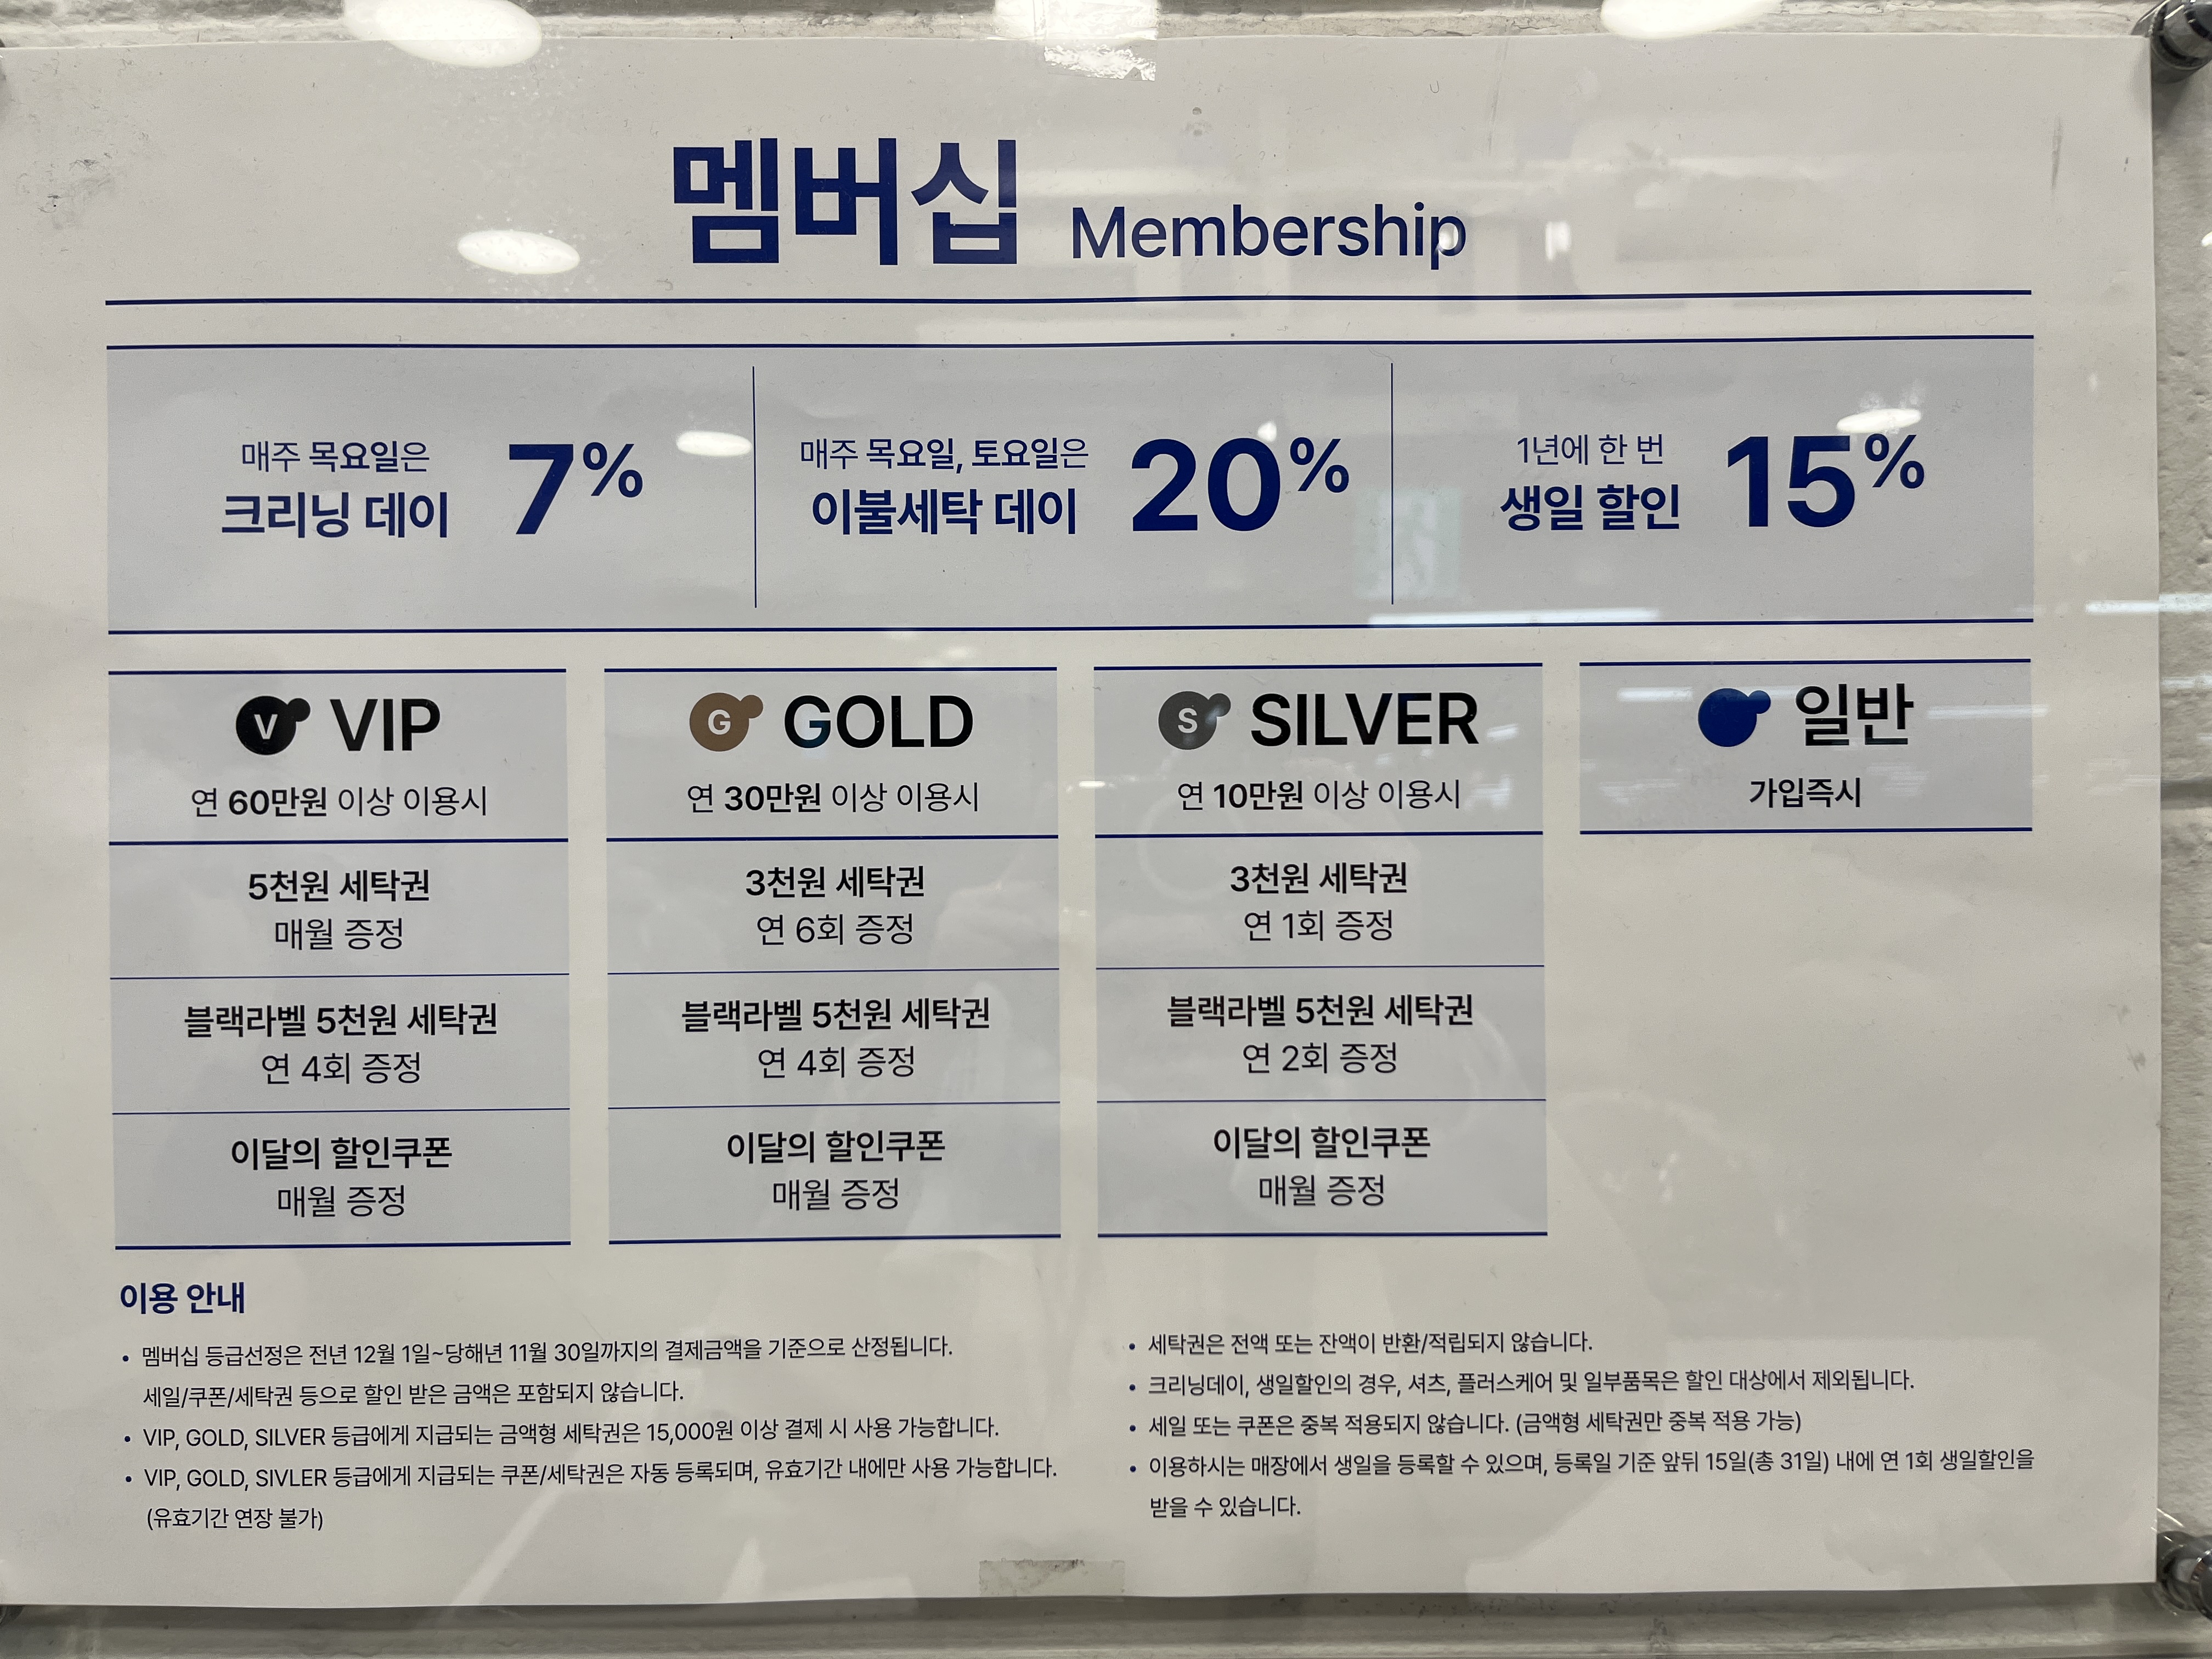 멤버십 Membership
매주 목요일은
크리닝 데이
7%
매주 목요일, 토요일은
이불세탁 데이
20%
1년에 한 번
생일 할인
15%
V VIP
연 60만원 이상 이용시
5천원 세탁권
매월 증정
블랙라벨 5천원 세탁권
연 4회 증정
이달의 할인쿠폰
매월 증정
G GOLD
연 30만원 이상 이용시
3천원 세탁권
연 6회 증정
블랙라벨 5천원 세탁권
연 4회 증정
이달의 할인쿠폰
매월 증정
S SILVER
연 10만원 이상 이용시
3천원 세탁권
연 1회 증정
블랙라벨 5천원 세탁권
연 2회 증정
이달의 할인쿠폰
매월 증정
일반
가입즉시
이용 안내
• 멤버십 등급선정은 전년 12월 1일~당해년 11월 30일까지의 결제금액을 기준으로 산정됩니다.
세일/쿠폰/세탁권 등으로 할인 받은 금액은 포함되지 않습니다.
• VIP, GOLD, SILVER 등급에게 지급되는 금액형 세탁권은 15,000원 이상 결제 시 사용 가능합니다.
• VIP, GOLD, SIVLER 등급에게 지급되는 쿠폰/세탁권은 자동 등록되며, 유효기간 내에만 사용 가능합니다.
(유효기간 연장 불가)
• 세탁권은 전액 또는 잔액이 반환/적립되지 않습니다.
• 크리닝데이, 생일할인의 경우, 셔츠, 플러스케어 및 일부품목은 할인 대상에서 제외됩니다.
• 세일 또는 쿠폰은 중복 적용되지 않습니다. (금액형 세탁권만 중복 적용 가능)
• 이용하시는 매장에서 생일을 등록할 수 있으며, 등록일 기준 앞뒤 15일(총 31일) 내에 연 1회 생일할인을
받을 수 있습니다.